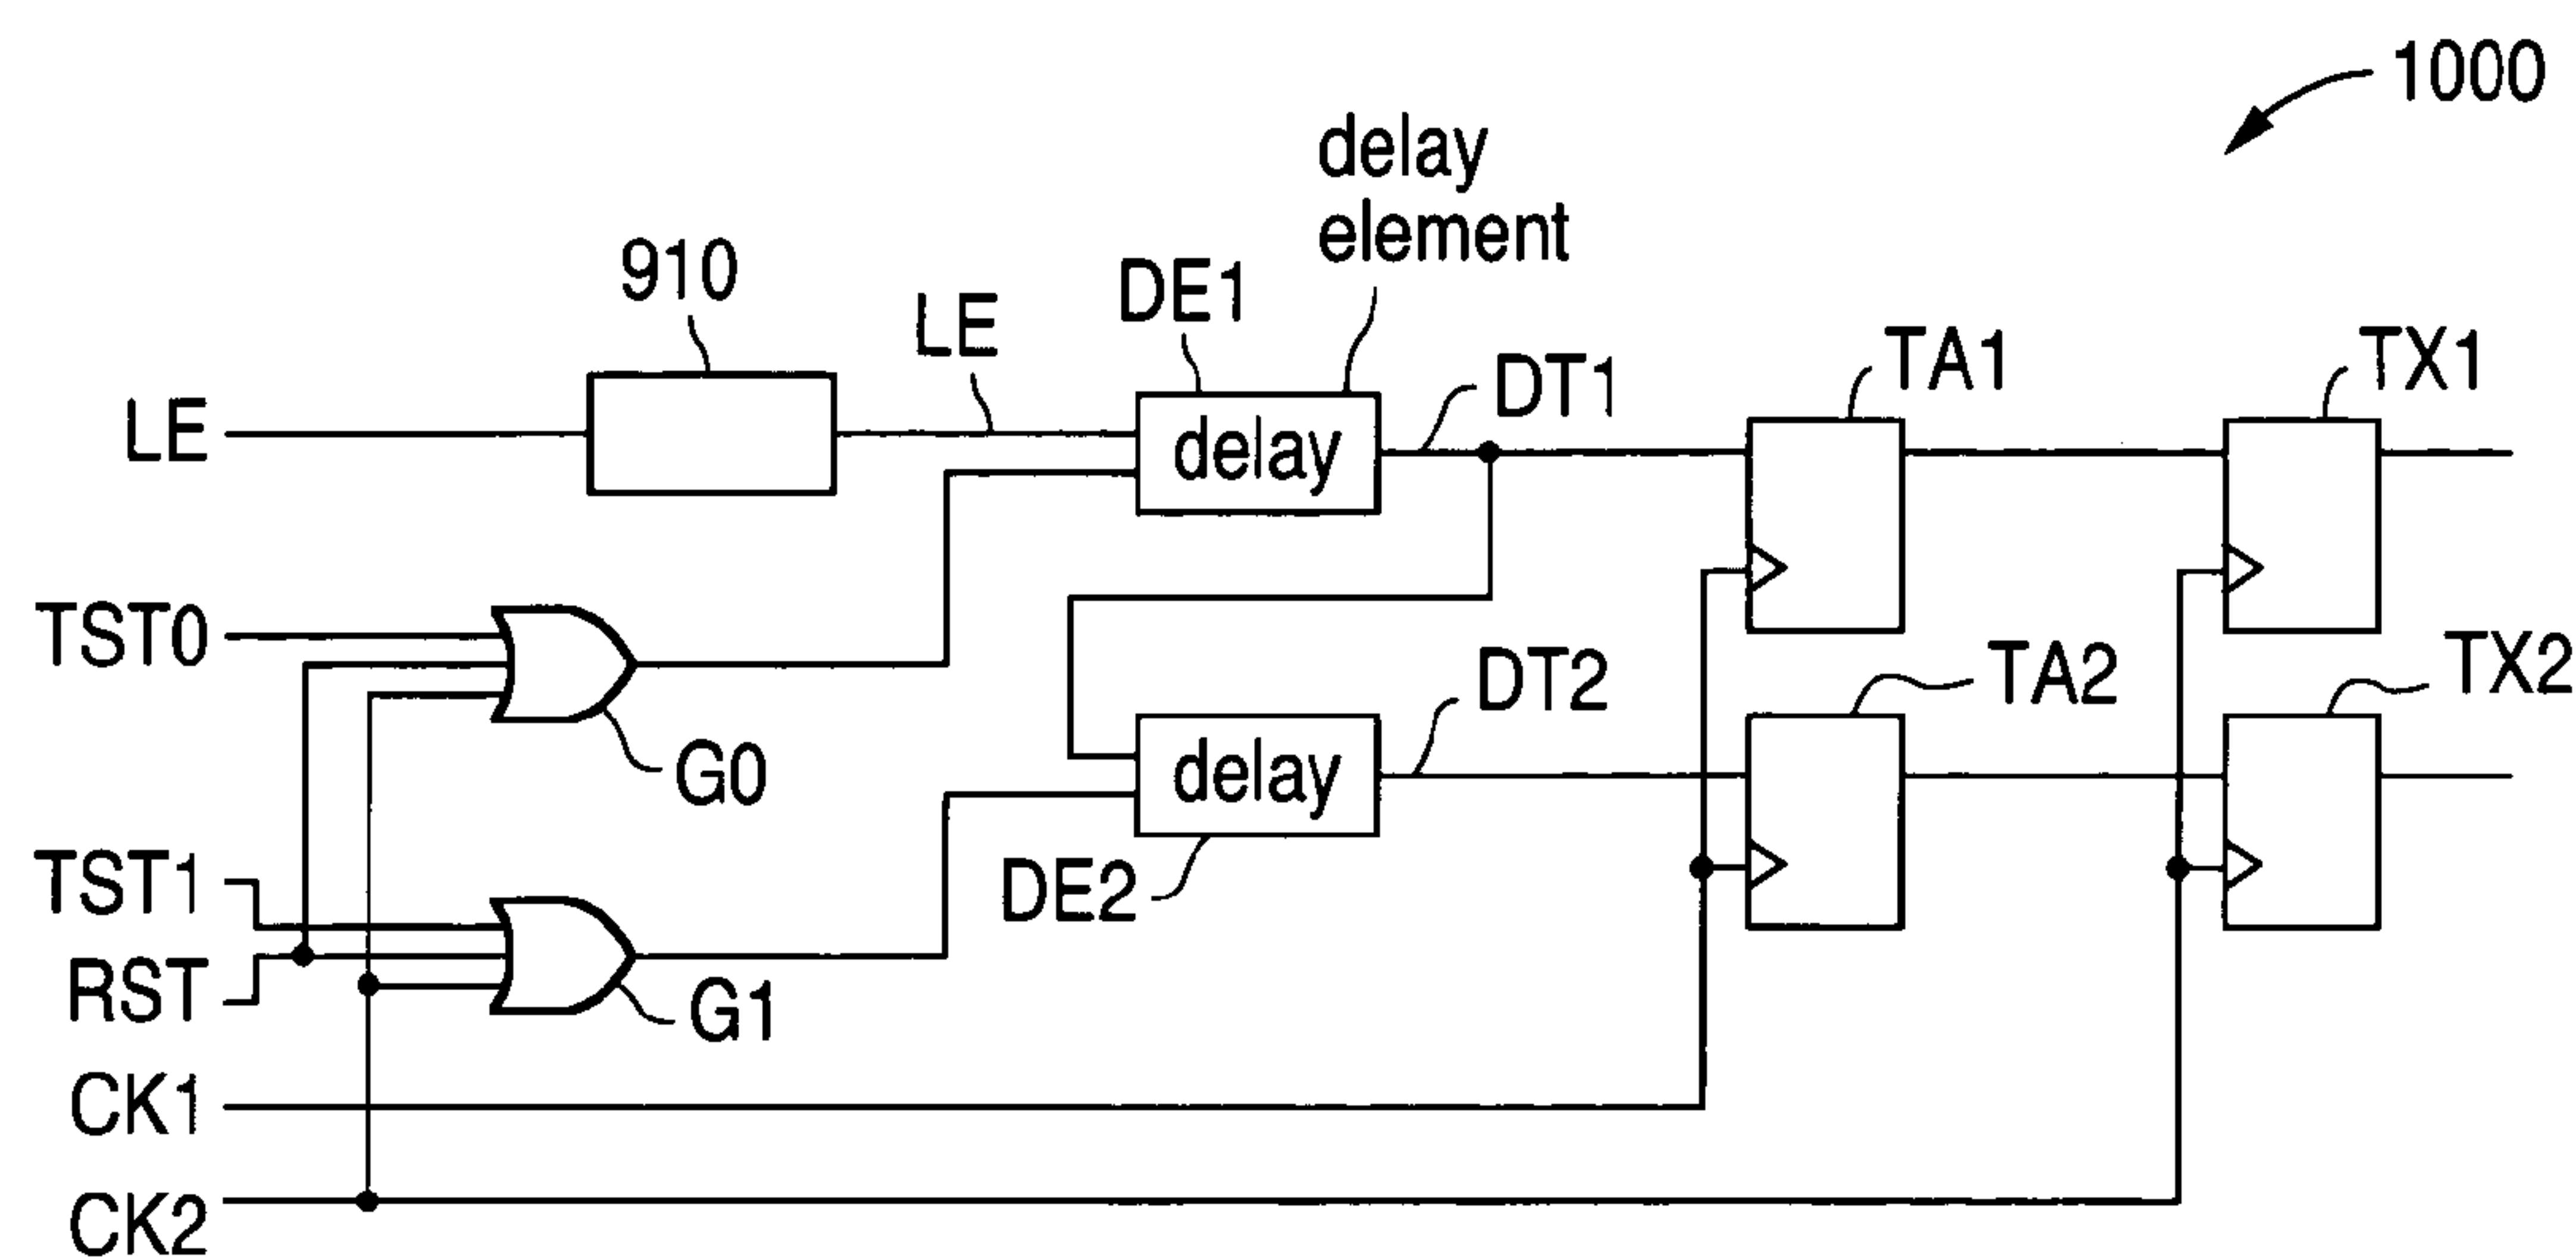 1000
delay
element
910
LE
DE1
LE
delay
DT1
TA1
TX1
TST0
G0
DT2
TA2
TX2
delay
DE2
TST1
RST
G1
CK1
CK2